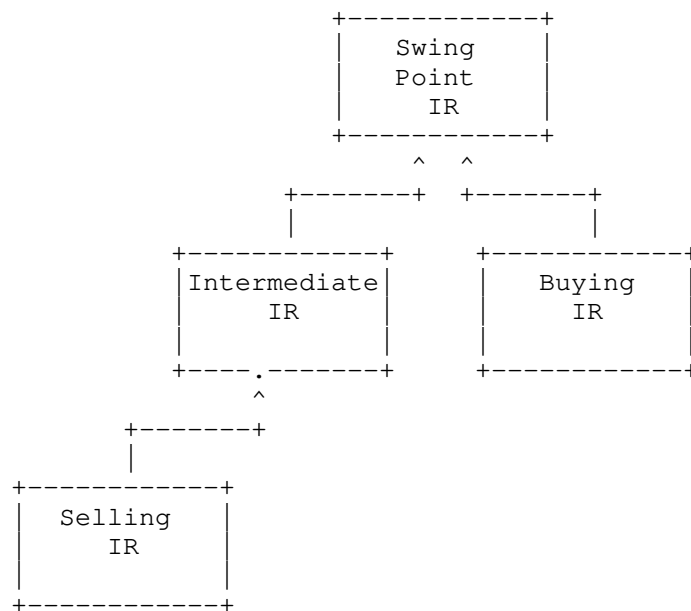 Swing
Point
IR
Intermediate
IR
Buying
IR
Selling
IR